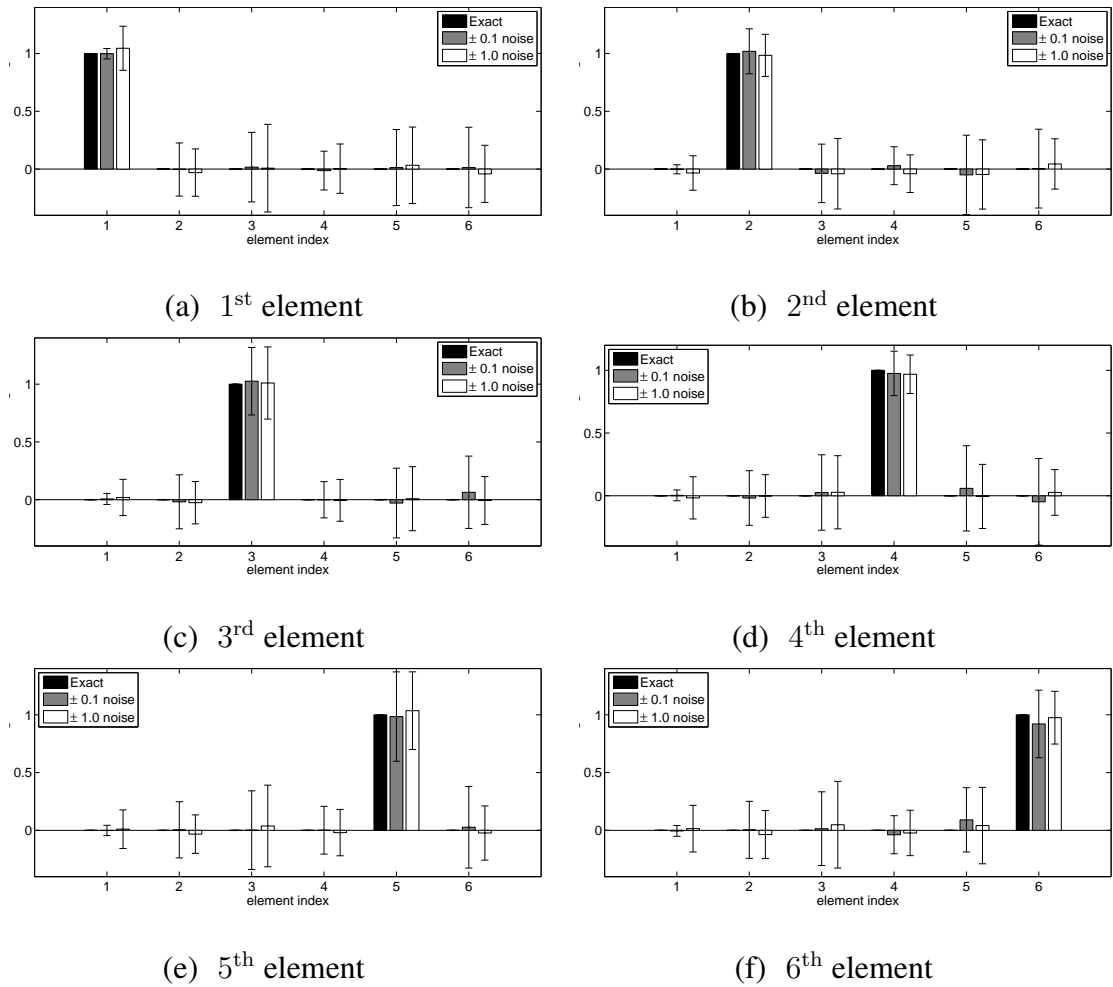 Exact
± 0.1 noise
± 1.0 noise
1
0.5
0
1 2 3 4 5 6
element index
(a) 1st element
Exact
± 0.1 noise
± 1.0 noise
1
0.5
0
1 2 3 4 5 6
element index
(b) 2nd element
Exact
± 0.1 noise
± 1.0 noise
1
0.5
0
1 2 3 4 5 6
element index
(c) 3rd element
Exact
± 0.1 noise
± 1.0 noise
1
0.5
0
1 2 3 4 5 6
element index
(d) 4th element
Exact
± 0.1 noise
± 1.0 noise
1
0.5
0
1 2 3 4 5 6
element index
(e) 5th element
Exact
± 0.1 noise
± 1.0 noise
1
0.5
0
1 2 3 4 5 6
element index
(f) 6th element